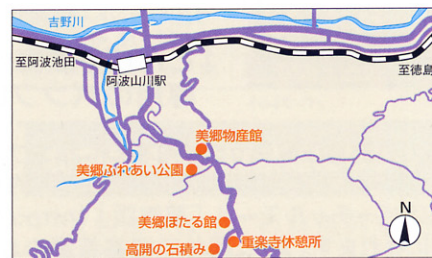 吉野川
至阿波池田
阿波山川駅
至徳島
美郷物産館
美郷ふれあい公園
N
美郷ほたる館
重楽寺休憩所
高開の石積み